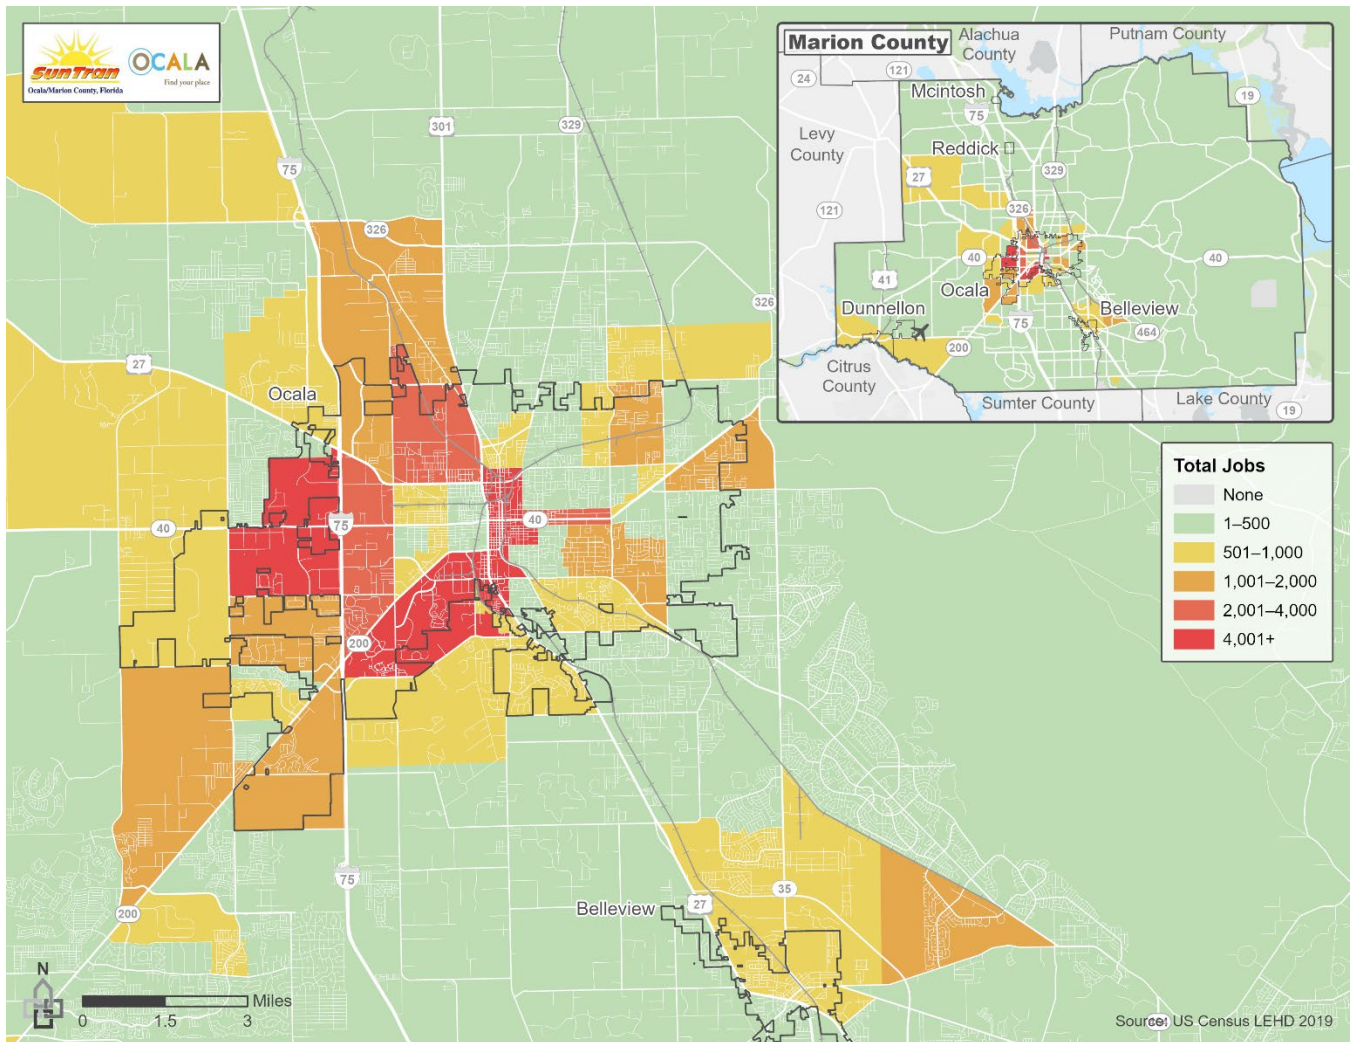 SunTran
Ocala/Marion County, Florida
OCALA
Find your place
Marion County
Alachua
County
Putnam County
24
121
Mcintosh
75
19
Levy
County
Reddick
329
27
121
326
40
40
41
Ocala
Dunnellon
75
Belleview
464
200
Citrus
County
Sumter County
Lake County
19
301
329
75
326
326
27
Ocala
40
75
40
200
Total Jobs
None
1–500
501–1,000
1,001–2,000
2,001–4,000
4,001+
75
200
Belleview
27
35
N
Miles
0
1.5
3
Source: US Census LEHD 2019